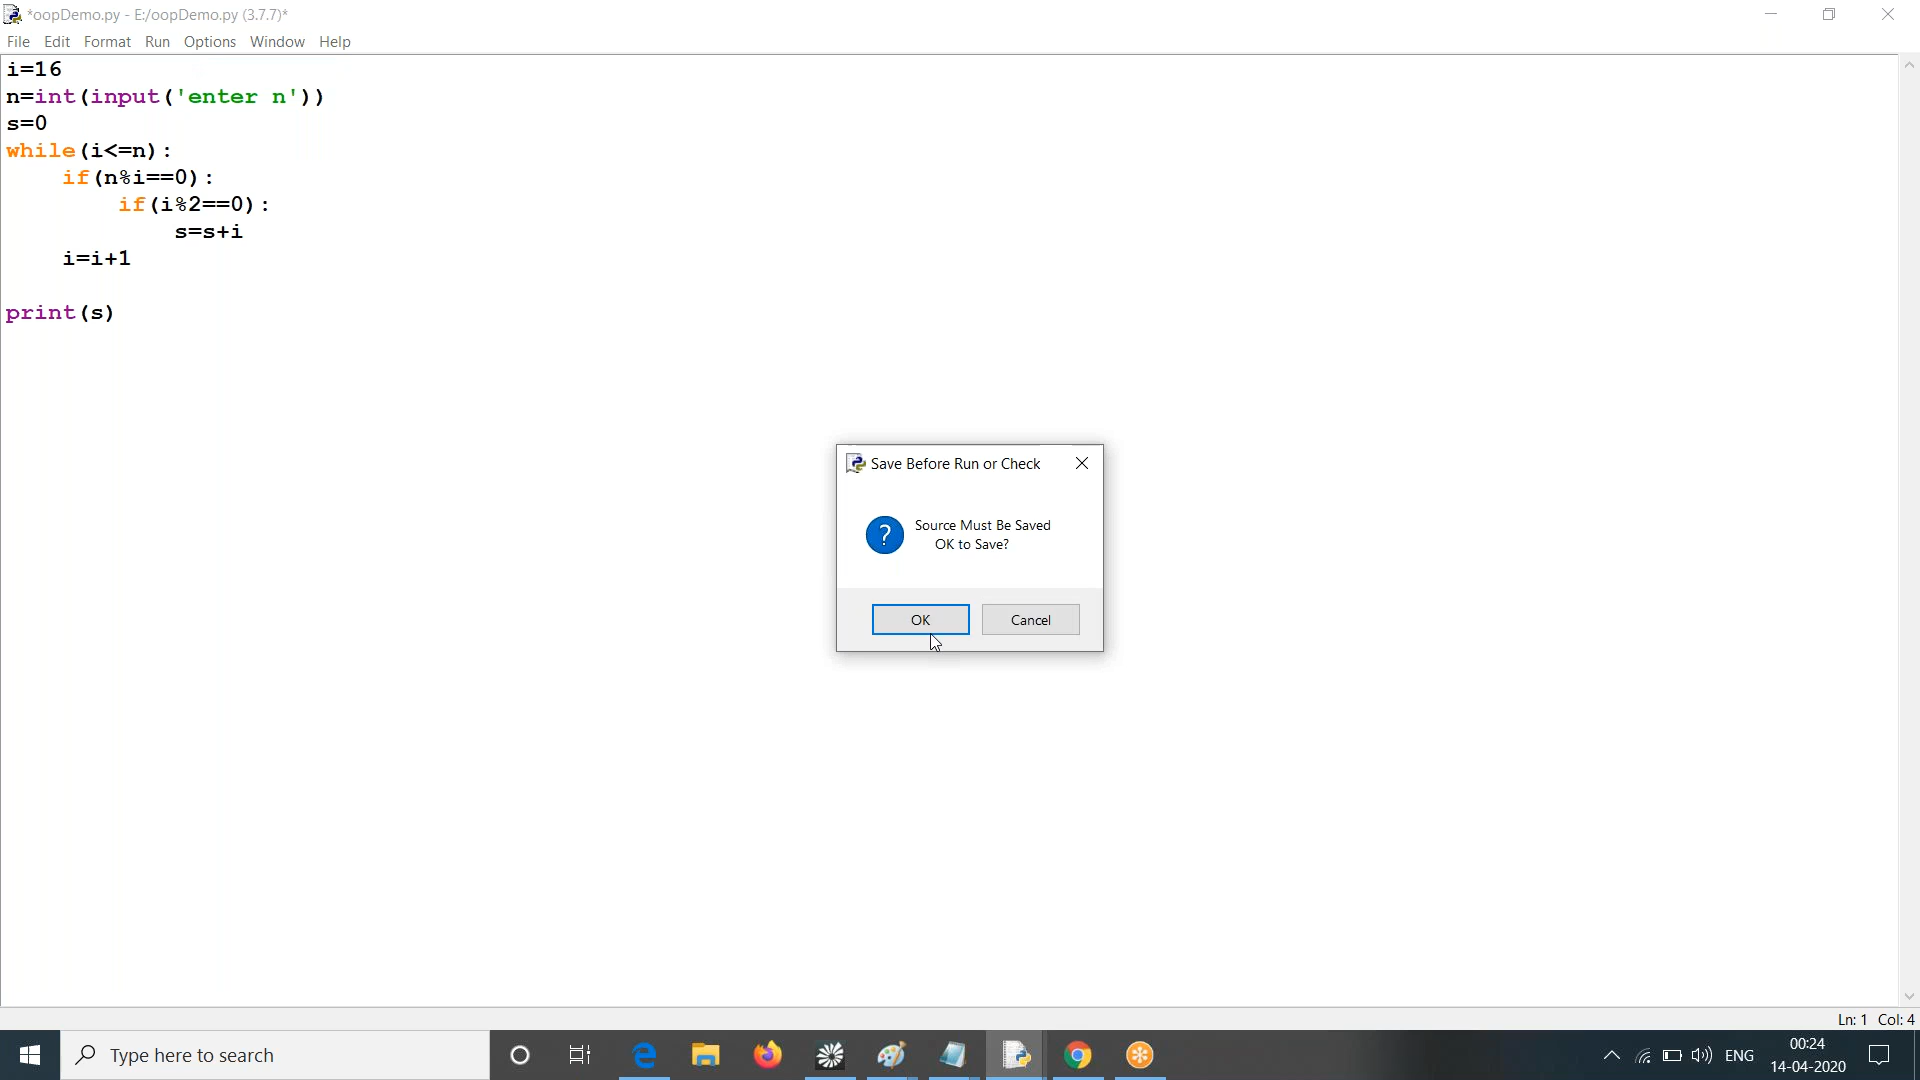 *oopDemo.py - E:/oopDemo.py (3.7.7)*
File Edit Format Run Options Window Help
i=16
n=int(input('enter n'))
s=0
while(i<=n):
    if(n%i==0):
        if(i%2==0):
            s=s+i
    i=i+1
print(s)
Save Before Run or Check
Source Must Be Saved
OK to Save?
OK Cancel
Ln: 1 Col: 4
Type here to search
ENG
00:24
14-04-2020